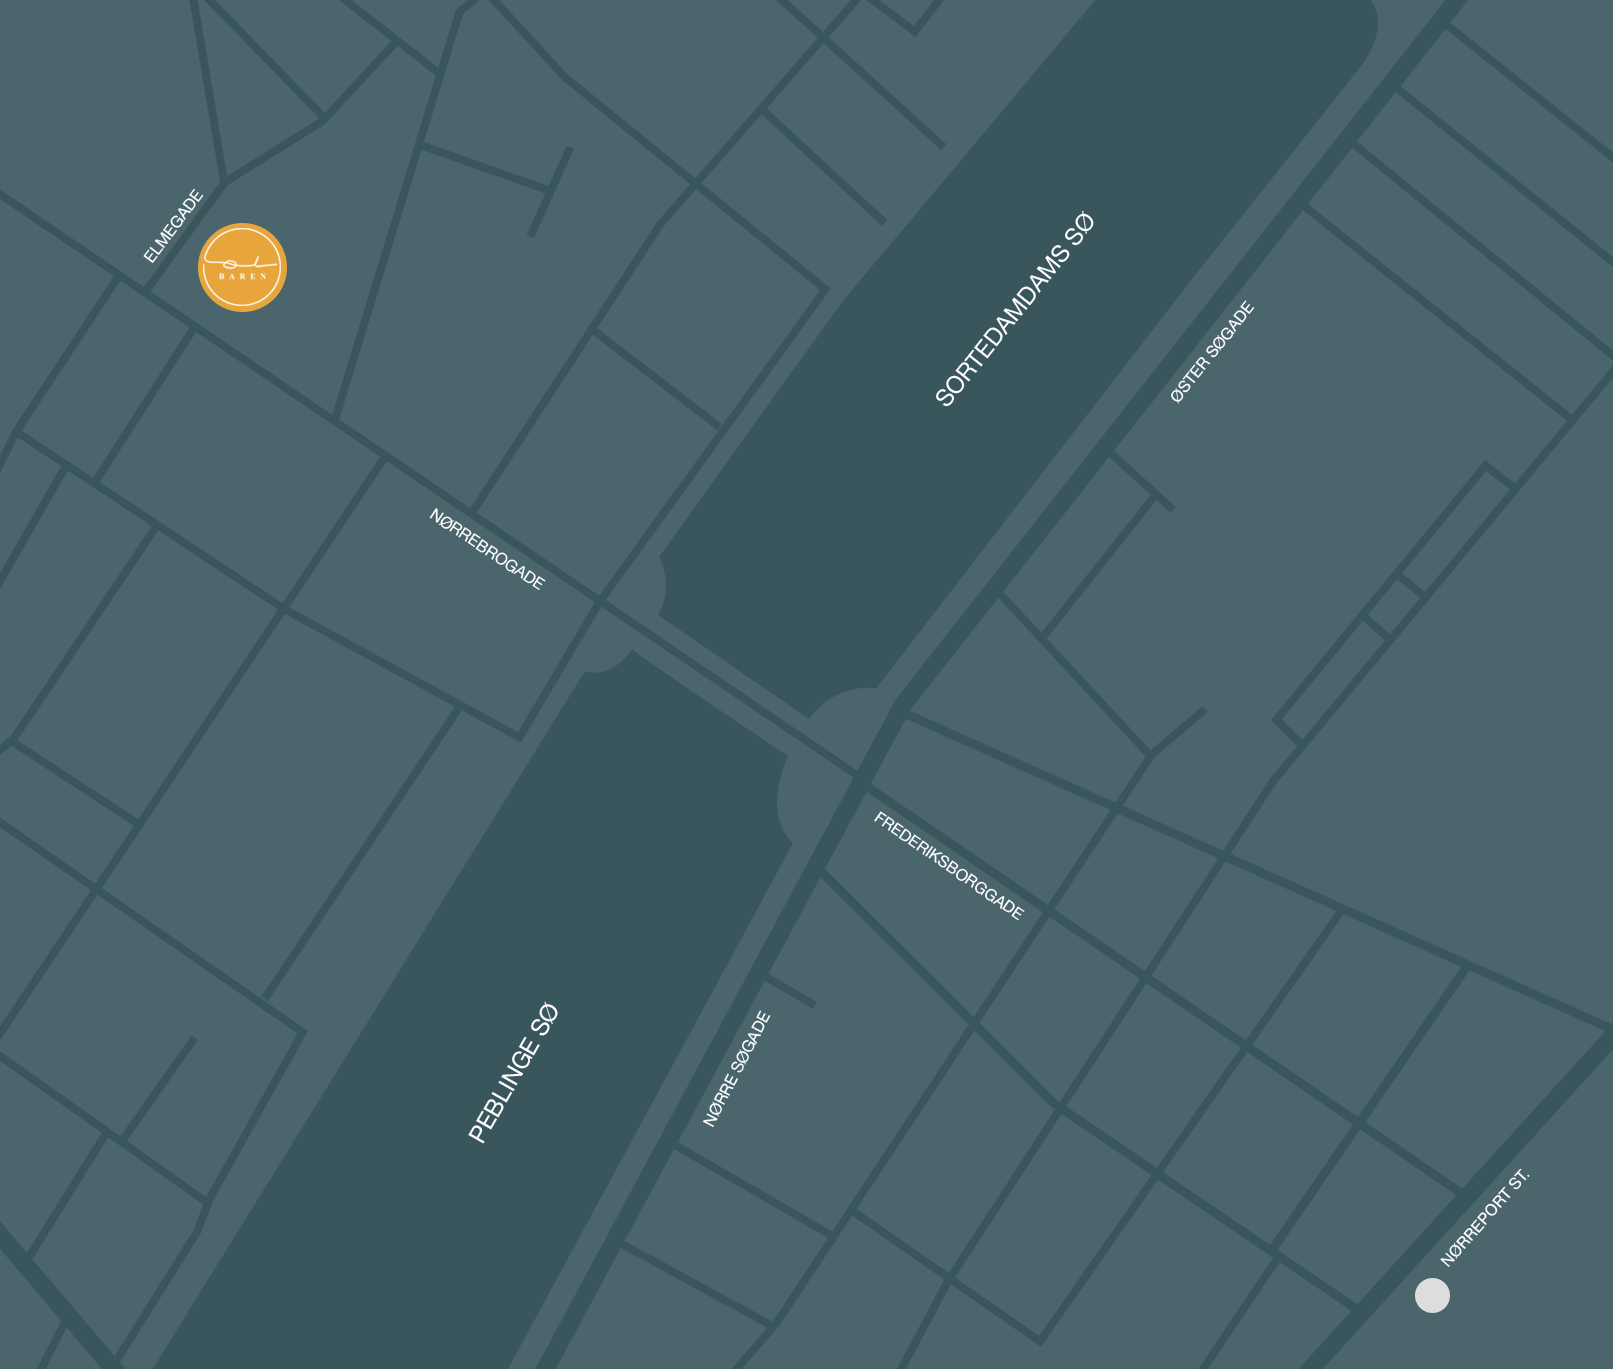 ELMEGADE
BAREN
SORTEDAMDAMS SØ
ØSTER SØGADE
NØRREBROGADE
FREDERIKSBORGGADE
PEBLINGE SØ
NØRRE SØGADE
NØRREPORT ST.